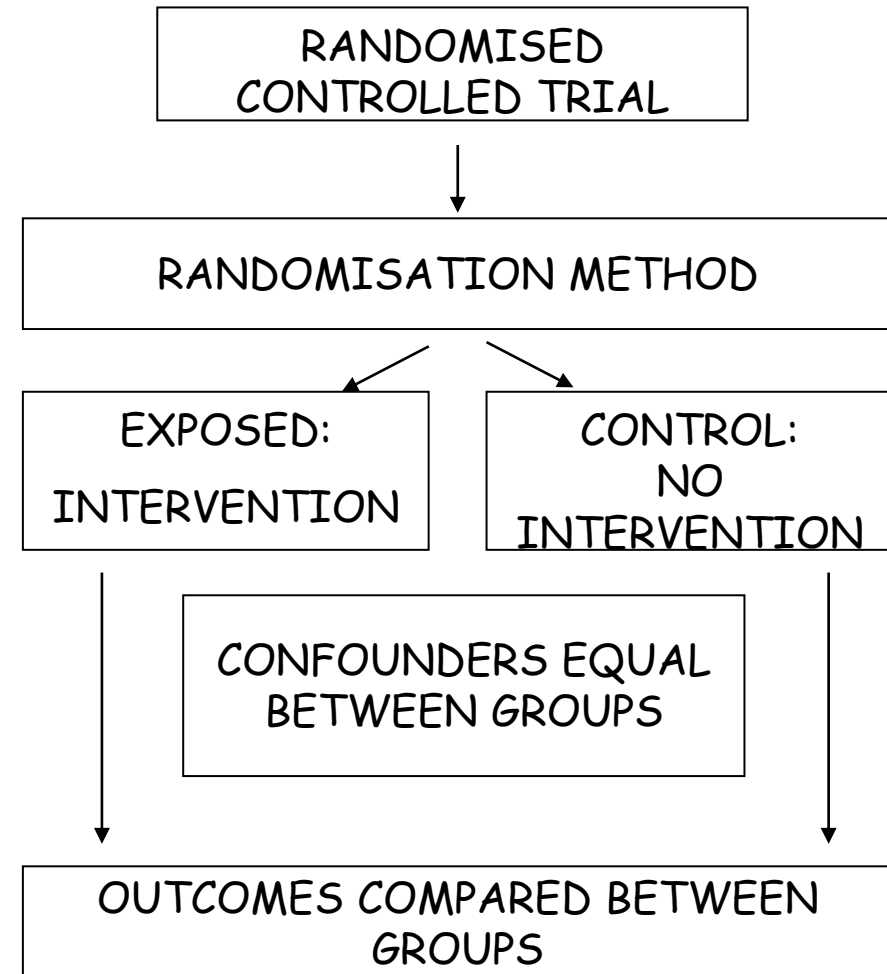 RANDOMISED
CONTROLLED TRIAL
RANDOMISATION METHOD
EXPOSED:
INTERVENTION
CONTROL:
NO
INTERVENTION
CONFOUNDERS EQUAL
BETWEEN GROUPS
OUTCOMES COMPARED BETWEEN
GROUPS